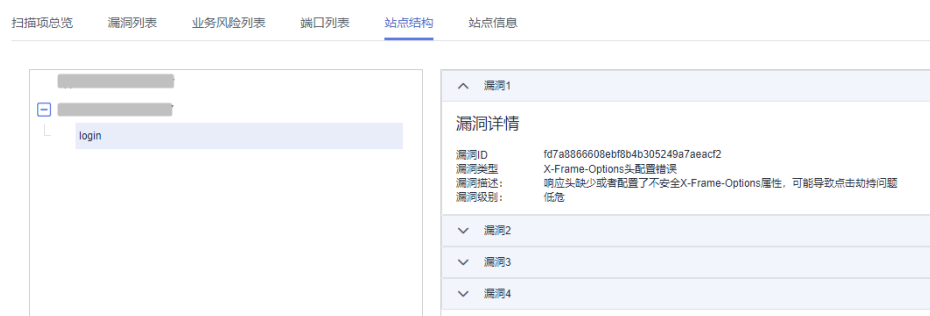 扫描项总览 漏洞列表 业务风险列表 端口列表 站点结构 站点信息
login
漏洞1
漏洞详情
漏洞ID fd7a8866608ebf8b4b305249a7aeacf2
漏洞类型 X-Frame-Options头配置错误
漏洞描述： 响应头缺少或者配置了不安全X-Frame-Options属性，可能导致点击劫持问题
漏洞级别： 低危
漏洞2
漏洞3
漏洞4